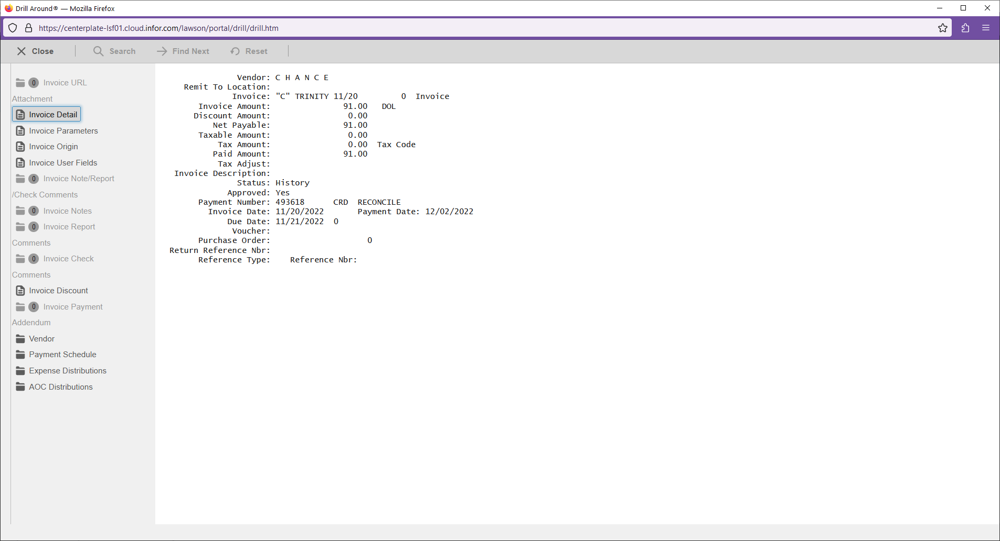 Drill Around® — Mozilla Firefox
https://centerplate-lsf01.cloud.infor.com/lawson/portal/drill/drill.htm
Close Search Find Next Reset
0 Invoice URL
Attachment
Invoice Detail
Invoice Parameters
Invoice Origin
Invoice User Fields
0 Invoice Note/Report
/Check Comments
0 Invoice Notes
0 Invoice Report
Comments
0 Invoice Check
Comments
Invoice Discount
0 Invoice Payment
Addendum
Vendor
Payment Schedule
Expense Distributions
AOC Distributions
Vendor: C H A N C E
Remit To Location:
Invoice: "C" TRINITY 11/20 0 Invoice
Invoice Amount: 91.00 DOL
Discount Amount: 0.00
Net Payable: 91.00
Taxable Amount: 0.00
Tax Amount: 0.00 Tax Code
Paid Amount: 91.00
Tax Adjust:
Invoice Description:
Status: History
Approved: Yes
Payment Number: 493618 CRD RECONCILE
Invoice Date: 11/20/2022 Payment Date: 12/02/2022
Due Date: 11/21/2022 0
Voucher:
Purchase Order: 0
Return Reference Nbr:
Reference Type: Reference Nbr: